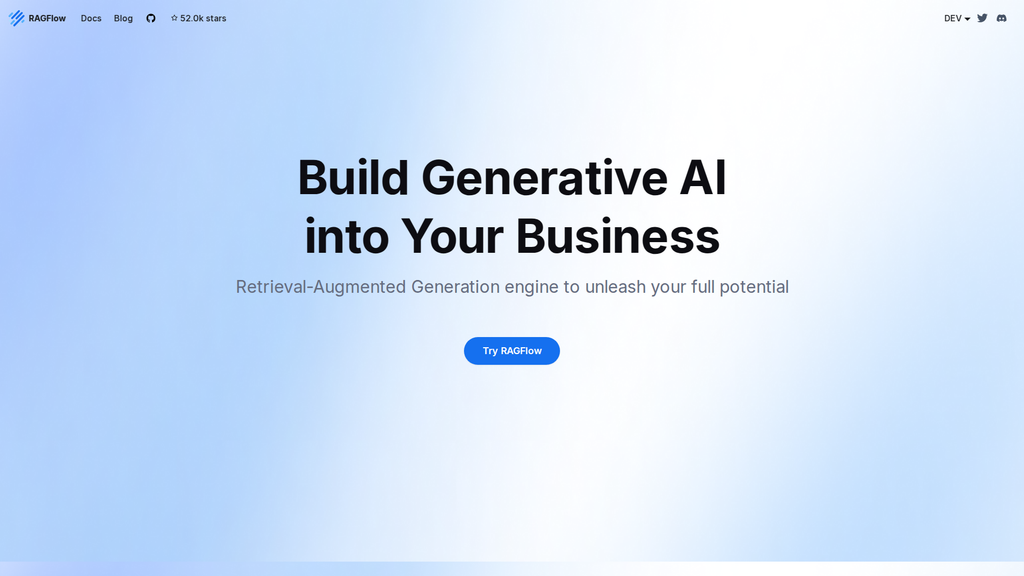 RAGFlow Docs Blog 52.0k stars DEV
Build Generative AI
into Your Business
Retrieval-Augmented Generation engine to unleash your full potential
Try RAGFlow